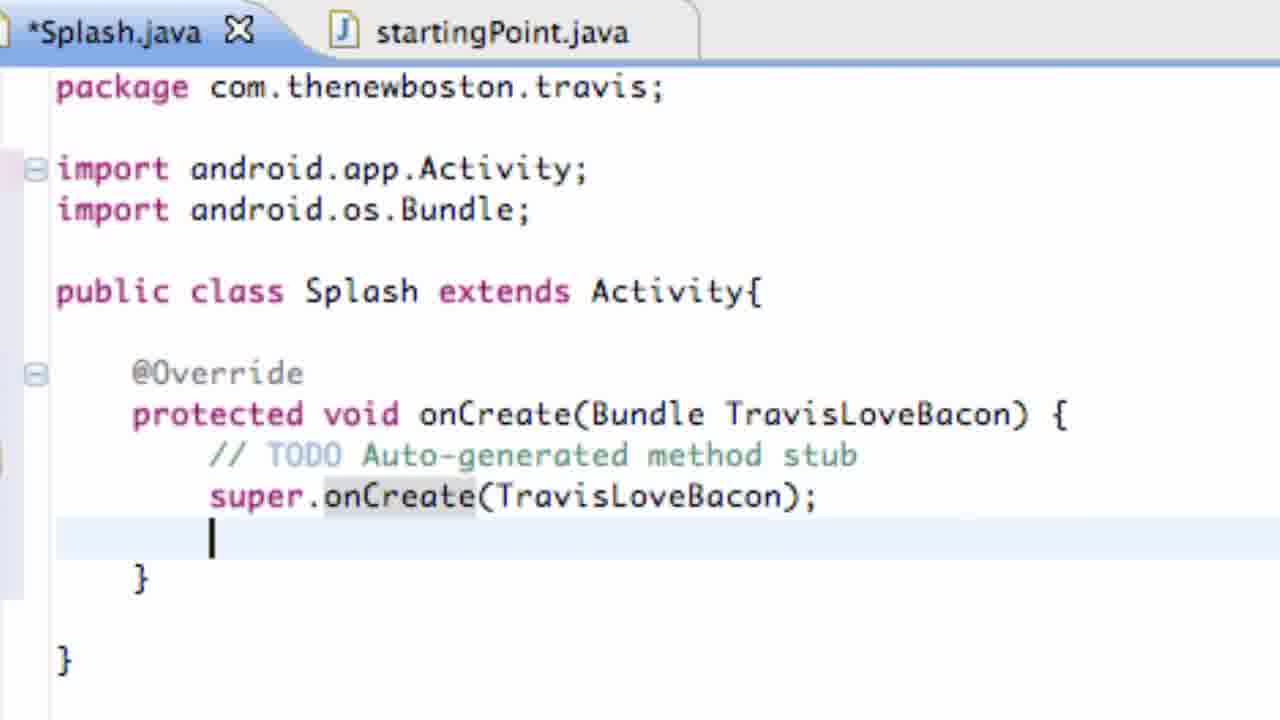 *Splash.java startingPoint.java
package com.thenewboston.travis;
import android.app.Activity;
import android.os.Bundle;
public class Splash extends Activity{
@Override
protected void onCreate(Bundle TravisLoveBacon) {
// TODO Auto-generated method stub
super.onCreate(TravisLoveBacon);
}
}